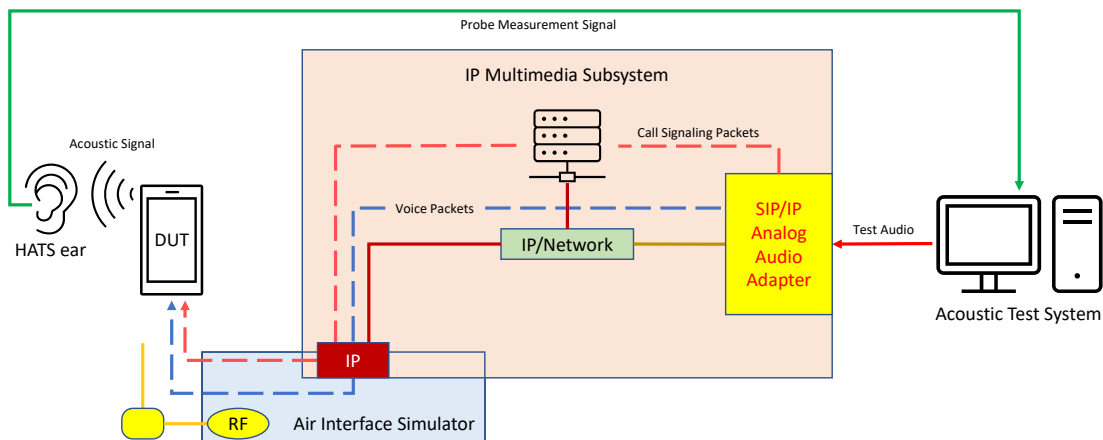 Probe Measurement Signal
IP Multimedia Subsystem
Call Signaling Packets
Acoustic Signal
Voice Packets
DUT
HATS ear
IP/Network
SIP/IP
Analog
Audio
Adapter
Test Audio
Acoustic Test System
IP
RF
Air Interface Simulator